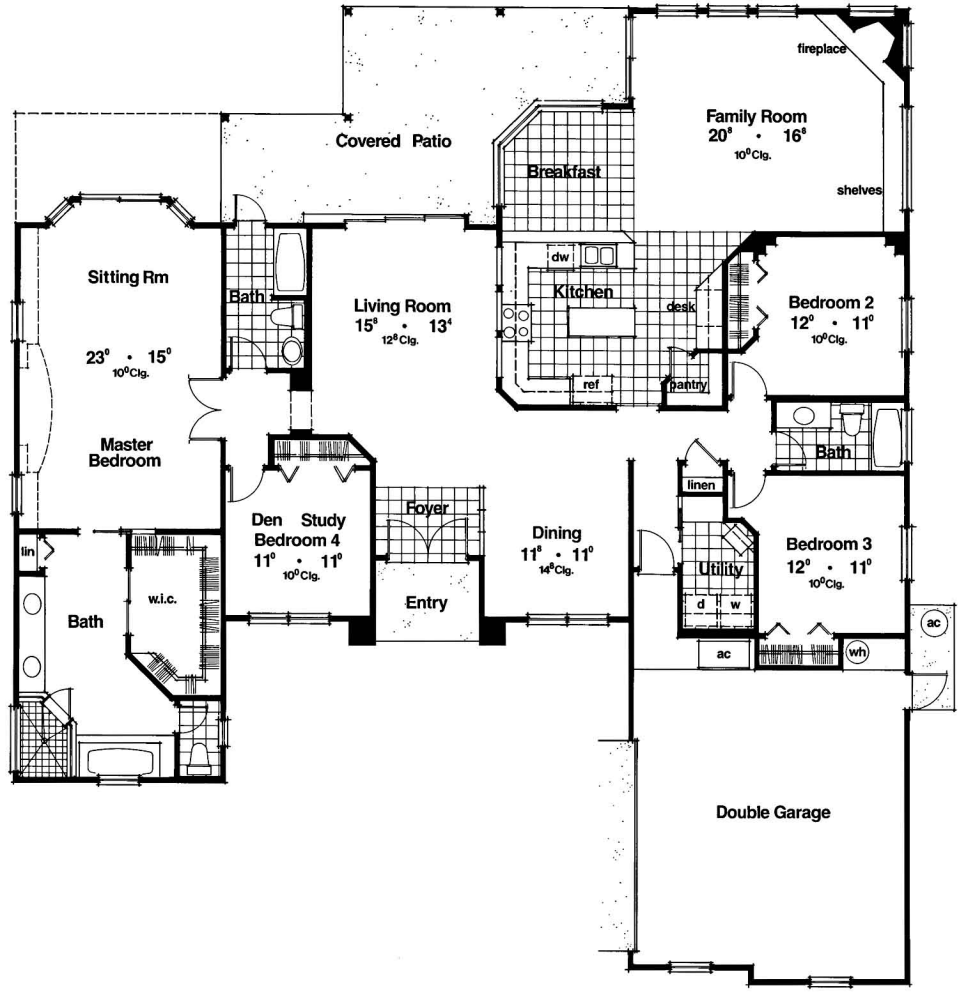 fireplace
Family Room
20⁸ • 16⁸
10⁰Clg.
shelves
Covered Patio
Breakfast
Sitting Rm
23⁰ • 15⁰
10⁰Clg.
Master
Bedroom
Bath
Living Room
15⁸ • 13⁴
12⁸Clg.
dw
Kitchen
desk
ref
pantry
Bedroom 2
12⁰ • 11⁰
10⁰Clg.
Bath
linen
Foyer
Den Study
Bedroom 4
11⁰ • 11⁰
10⁰Clg.
Dining
11⁸ • 11⁰
14⁸Clg.
Bedroom 3
12⁰ • 11⁰
10⁰Clg.
Utility
d
w
lin
w.i.c.
Bath
Entry
ac
wh
ac
Double Garage